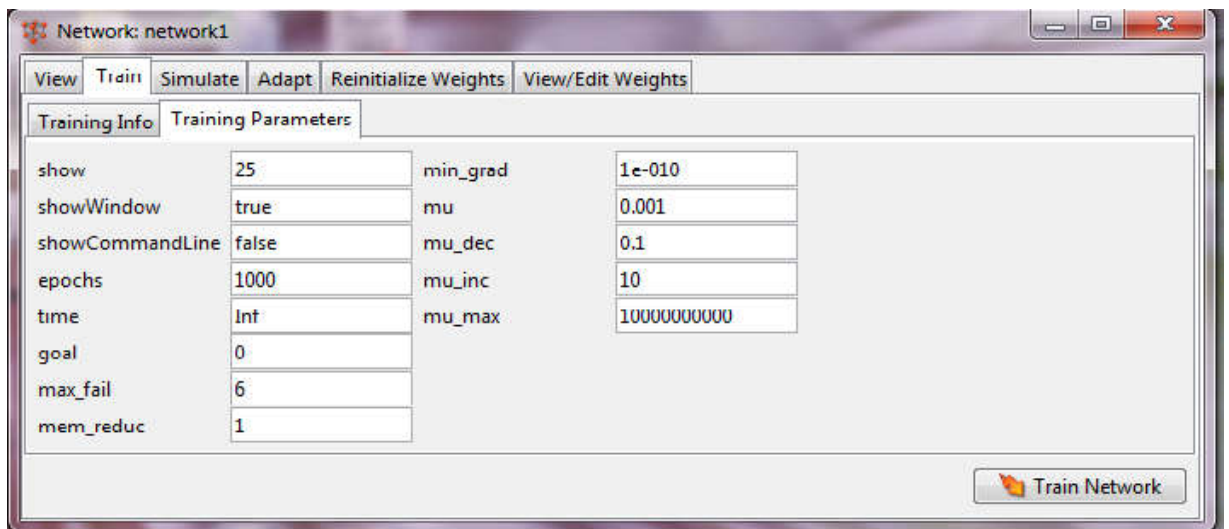 Network: network1
View Train Simulate Adapt Reinitialize Weights View/Edit Weights
Training Info Training Parameters
show 25 min_grad 1e-010
showWindow true mu 0.001
showCommandLine false mu_dec 0.1
epochs 1000 mu_inc 10
time Inf mu_max 10000000000
goal 0
max_fail 6
mem_reduc 1
Train Network